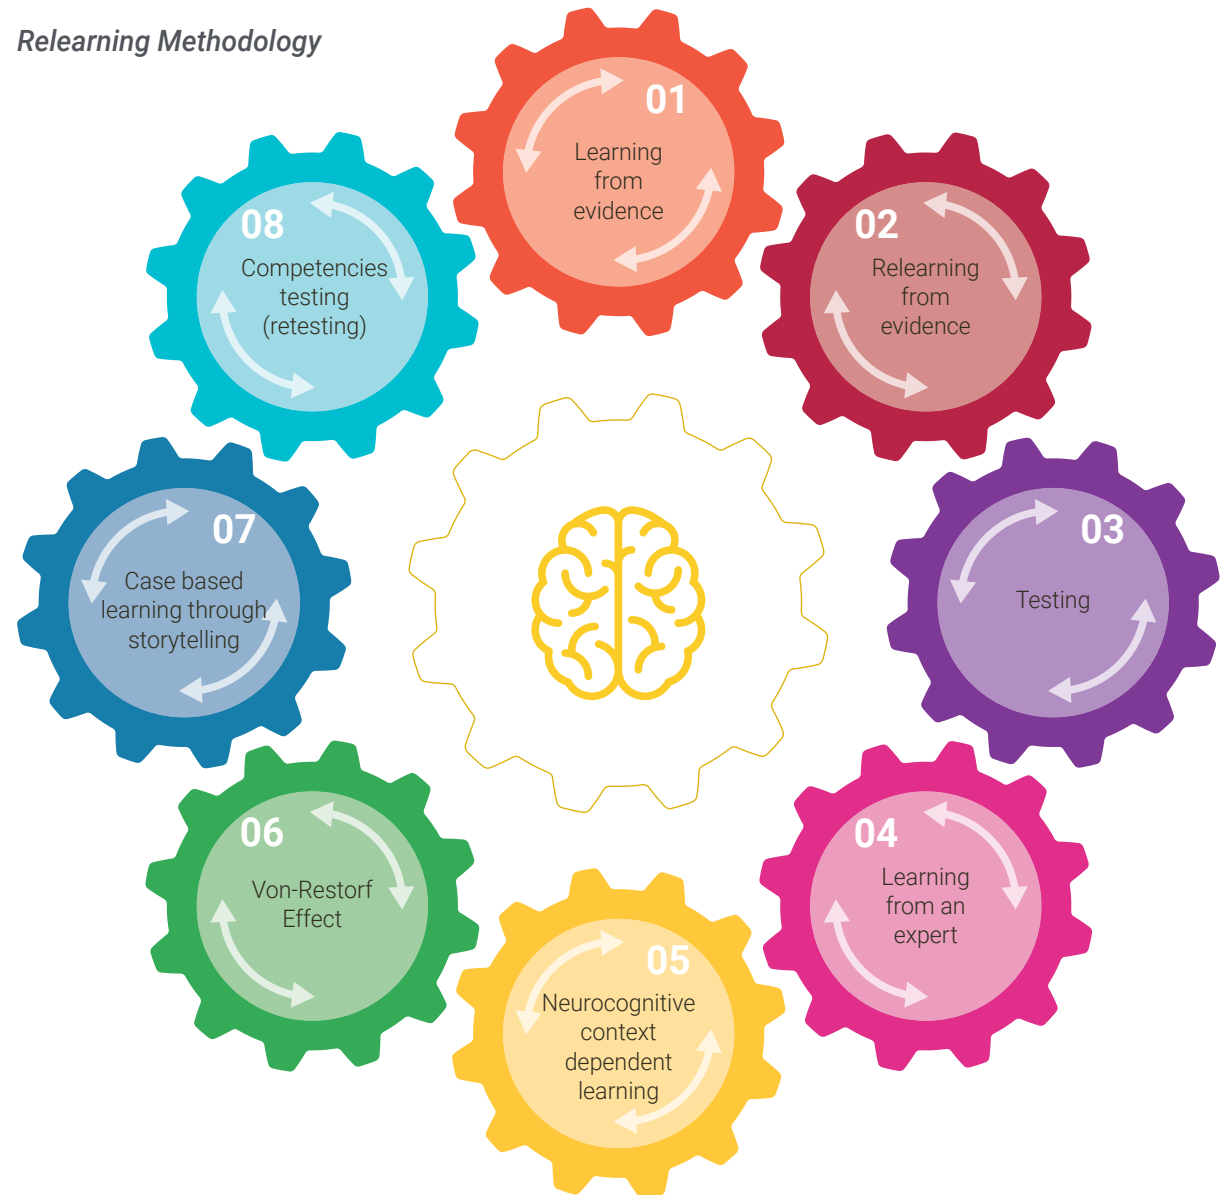 Relearning Methodology
01
Learning
from
evidence
02
Relearning
from
evidence
03
Testing
04
Learning
from an
expert
05
Neurocognitive
context
dependent
learning
06
Von-Restorf
Effect
07
Case based
learning through
storytelling
08
Competencies
testing
(retesting)